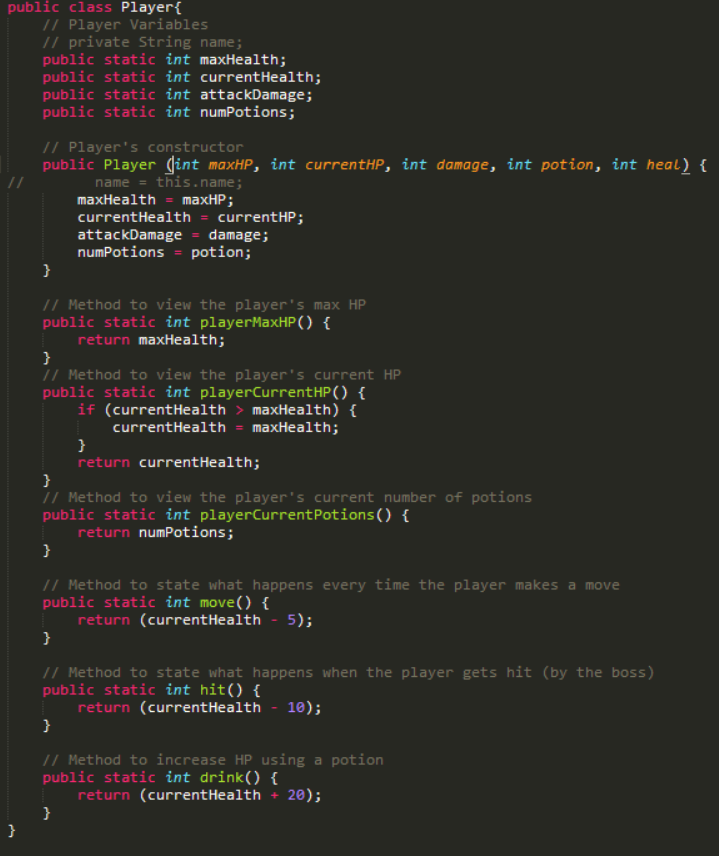 public class Player{
    // Player Variables
    // private String name;
    public static int maxHealth;
    public static int currentHealth;
    public static int attackDamage;
    public static int numPotions;

    // Player's constructor
    public Player (int maxHP, int currentHP, int damage, int potion, int heal) {
//        name = this.name;
        maxHealth = maxHP;
        currentHealth = currentHP;
        attackDamage = damage;
        numPotions = potion;
    }

    // Method to view the player's max HP
    public static int playerMaxHP() {
        return maxHealth;
    }
    // Method to view the player's current HP
    public static int playerCurrentHP() {
        if (currentHealth > maxHealth) {
            currentHealth = maxHealth;
        }
        return currentHealth;
    }
    // Method to view the player's current number of potions
    public static int playerCurrentPotions() {
        return numPotions;
    }

    // Method to state what happens every time the player makes a move
    public static int move() {
        return (currentHealth - 5);
    }

    // Method to state what happens when the player gets hit (by the boss)
    public static int hit() {
        return (currentHealth - 10);
    }

    // Method to increase HP using a potion
    public static int drink() {
        return (currentHealth + 20);
    }
}